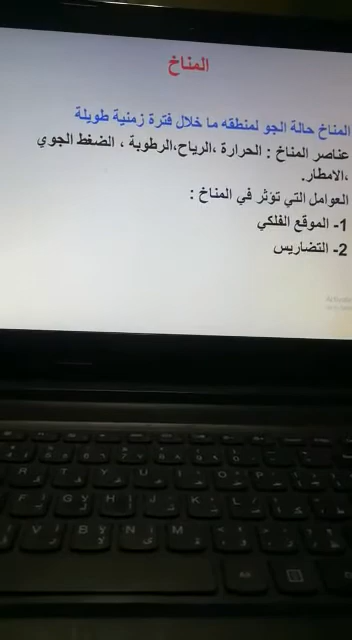 المناخ
المناخ حالة الجو لمنطقه ما خلال فترة زمنية طويلة
عناصر المناخ : الحرارة ،الرياح،الرطوبة ، الضغط الجوي
،الامطار.
العوامل التي تؤثر في المناخ :
1- الموقع الفلكي
2- التضاريس
R T Y U I O P
F G H J K L
V B N M
Alt